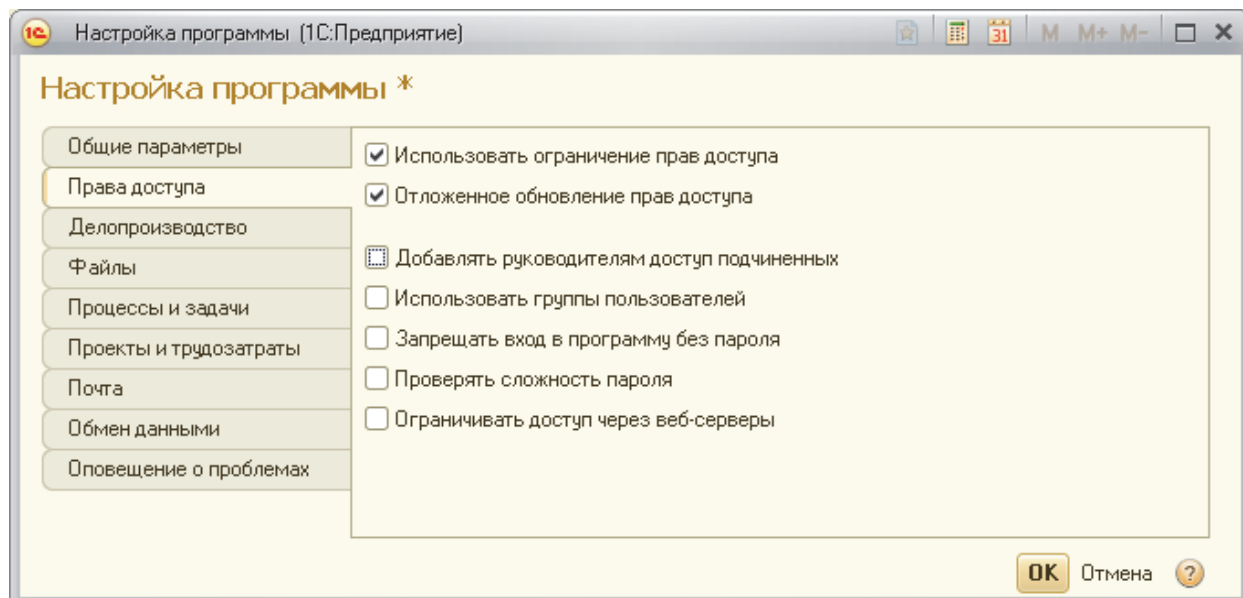 1С Настройка программы (1С:Предприятие) 31 M M+ M-
Настройка программы *
Общие параметры
Права доступа
Делопроизводство
Файлы
Процессы и задачи
Проекты и трудозатраты
Почта
Обмен данными
Оповещение о проблемах
Использовать ограничение прав доступа
Отложенное обновление прав доступа
Добавлять руководителям доступ подчиненных
Использовать группы пользователей
Запрещать вход в программу без пароля
Проверять сложность пароля
Ограничивать доступ через веб-серверы
ОК Отмена ?